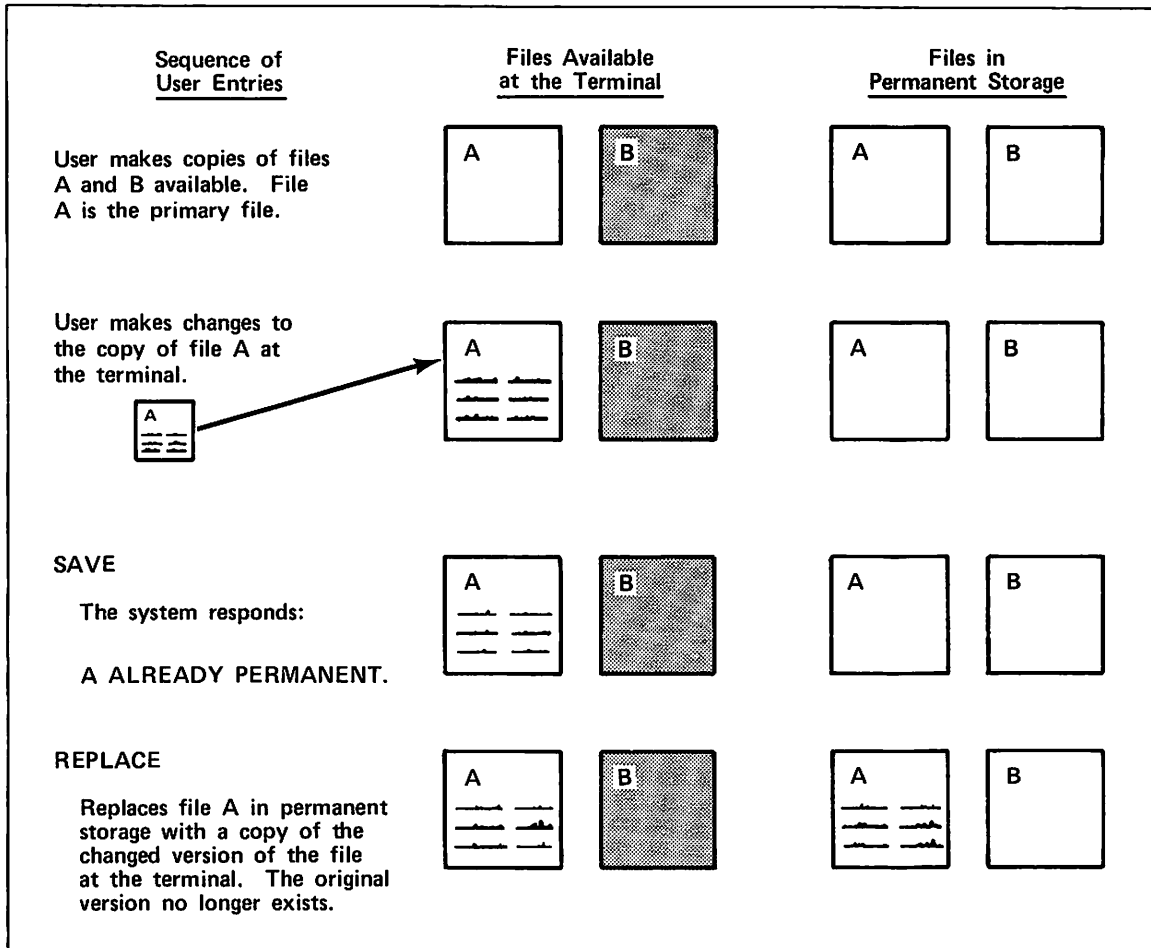 Sequence of
User Entries
Files Available
at the Terminal
Files in
Permanent Storage
User makes copies of files
A and B available. File
A is the primary file.
A
B
A
B
User makes changes to
the copy of file A at
the terminal.
A
A
B
A
B
SAVE
The system responds:
A ALREADY PERMANENT.
A
B
A
B
REPLACE
Replaces file A in permanent
storage with a copy of the
changed version of the file
at the terminal. The original
version no longer exists.
A
B
A
B